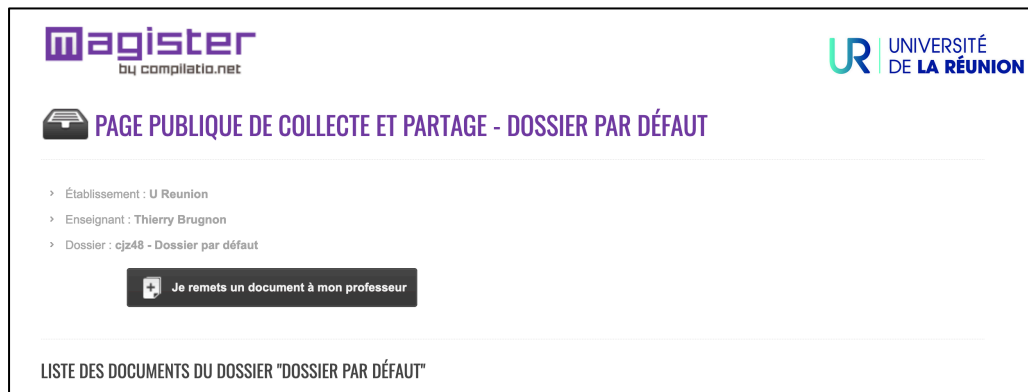 magister
by compilatio.net
UR UNIVERSITÉ
DE LA RÉUNION
PAGE PUBLIQUE DE COLLECTE ET PARTAGE - DOSSIER PAR DÉFAUT
Établissement : U Reunion
Enseignant : Thierry Brugnon
Dossier : cjz48 - Dossier par défaut
Je remets un document à mon professeur
LISTE DES DOCUMENTS DU DOSSIER "DOSSIER PAR DÉFAUT"